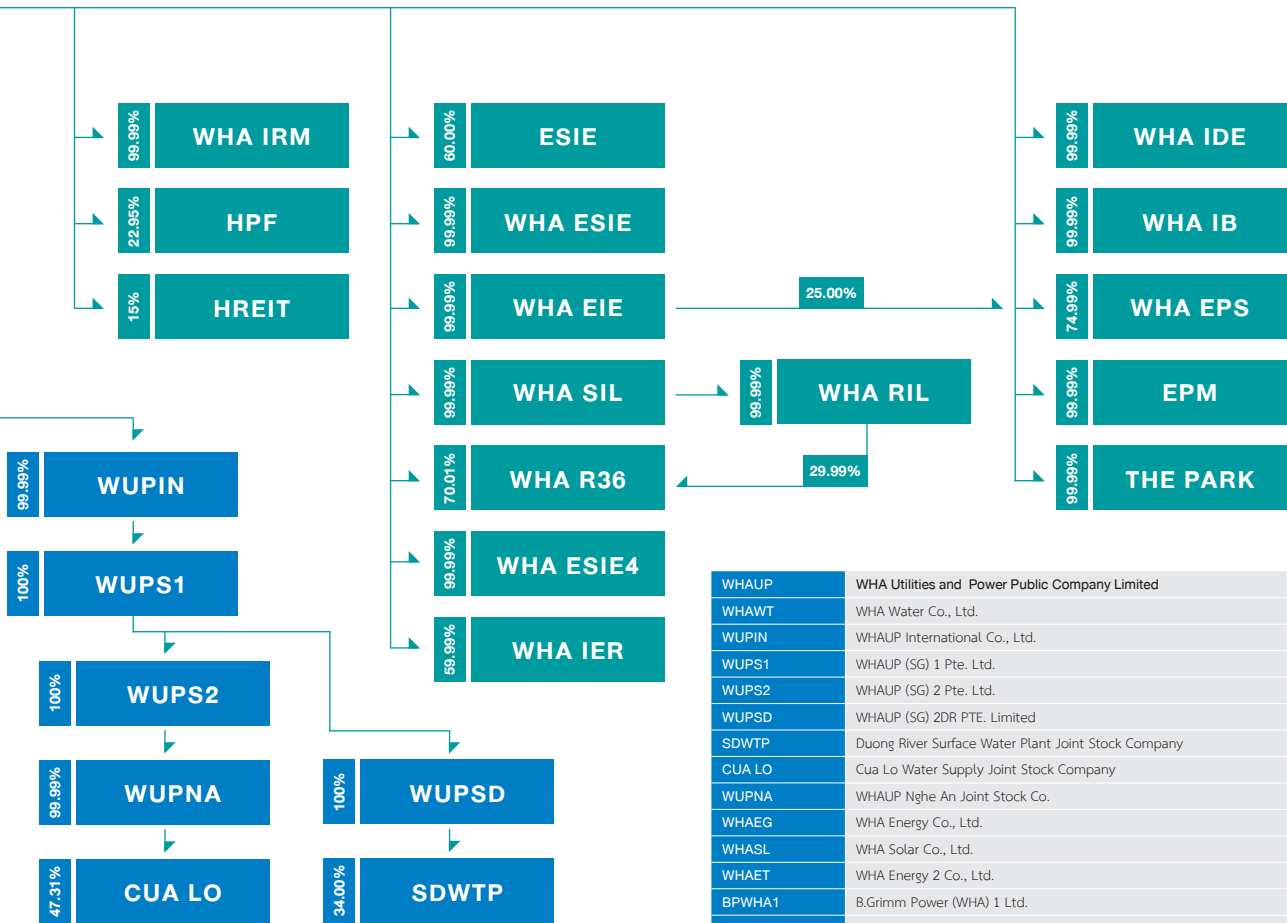 99.99% WHA IRM
22.95% HPF
15% HREIT
60.00% ESIE
99.99% WHA ESIE
99.99% WHA EIE
25.00%
99.99% WHA SIL
99.99% WHA RIL
70.01% WHA R36
29.99%
99.99% WHA ESIE4
59.99% WHA IER
99.99% WHA IDE
99.99% WHA IB
74.99% WHA EPS
99.99% EPM
99.99% THE PARK
99.99% WUPIN
100% WUPS1
100% WUPS2
99.99% WUPNA
47.31% CUA LO
100% WUPSD
34.00% SDWTP
WHAUP WHA Utilities and Power Public Company Limited
WHAWT WHA Water Co., Ltd.
WUPIN WHAUP International Co., Ltd.
WUPS1 WHAUP (SG) 1 Pte. Ltd.
WUPS2 WHAUP (SG) 2 Pte. Ltd.
WUPSD WHAUP (SG) 2DR PTE. Limited
SDWTP Duong River Surface Water Plant Joint Stock Company
CUA LO Cua Lo Water Supply Joint Stock Company
WUPNA WHAUP Nghe An Joint Stock Co.
WHAEG WHA Energy Co., Ltd.
WHASL WHA Solar Co., Ltd.
WHAET WHA Energy 2 Co., Ltd.
BPWHA1 B.Grimm Power (WHA) 1 Ltd.